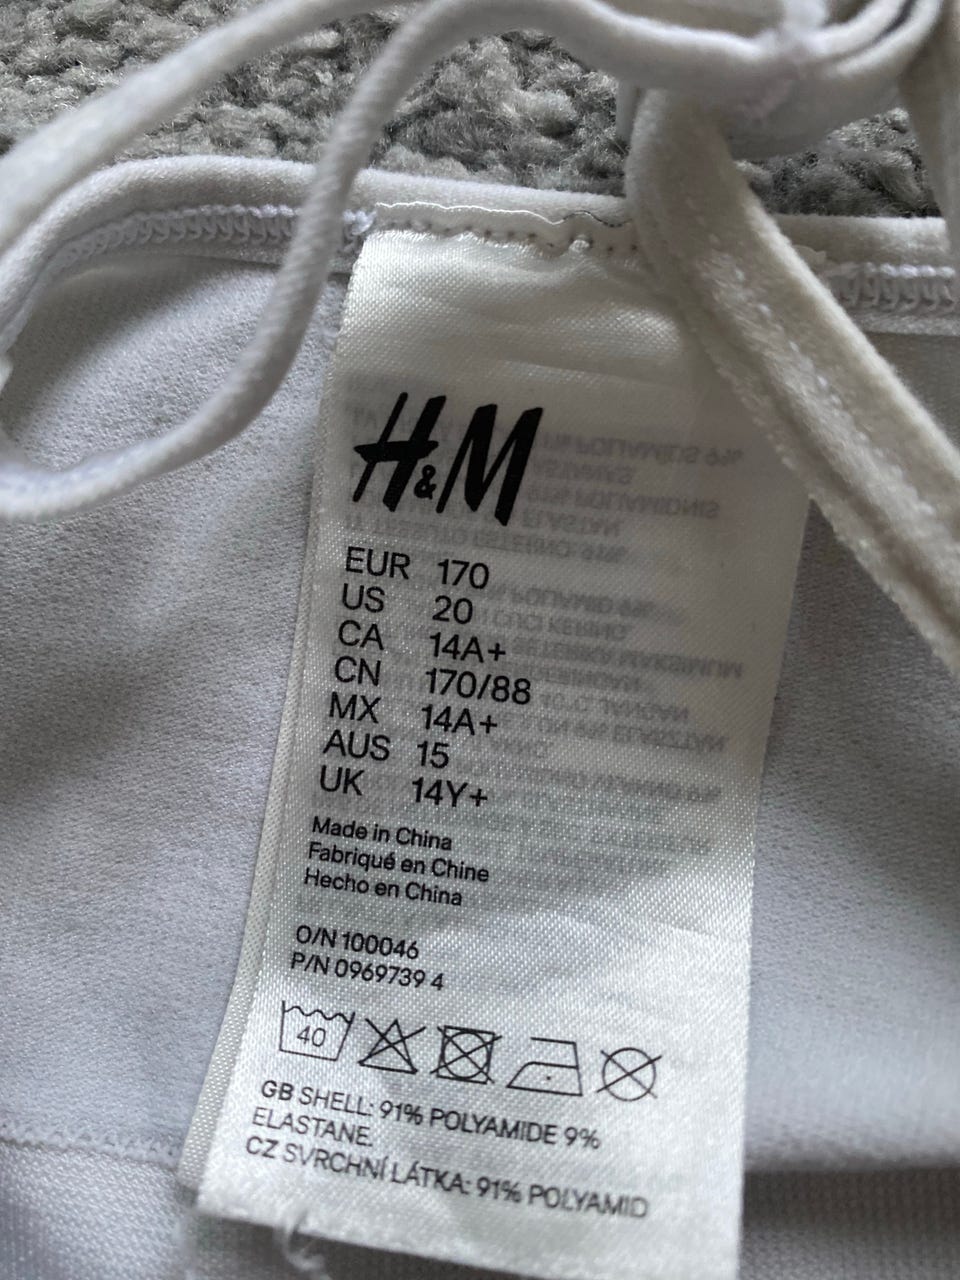 H&M
EUR 170
US 20
CA 14A+
CN 170/88
MX 14A+
AUS 15
UK 14Y+
Made in China
Fabriqué en Chine
Hecho en China
O/N 100046
P/N 0969739 4
40
GB SHELL: 91% POLYAMIDE 9%
ELASTANE.
CZ SVRCHNÍ LÁTKA: 91% POLYAMID